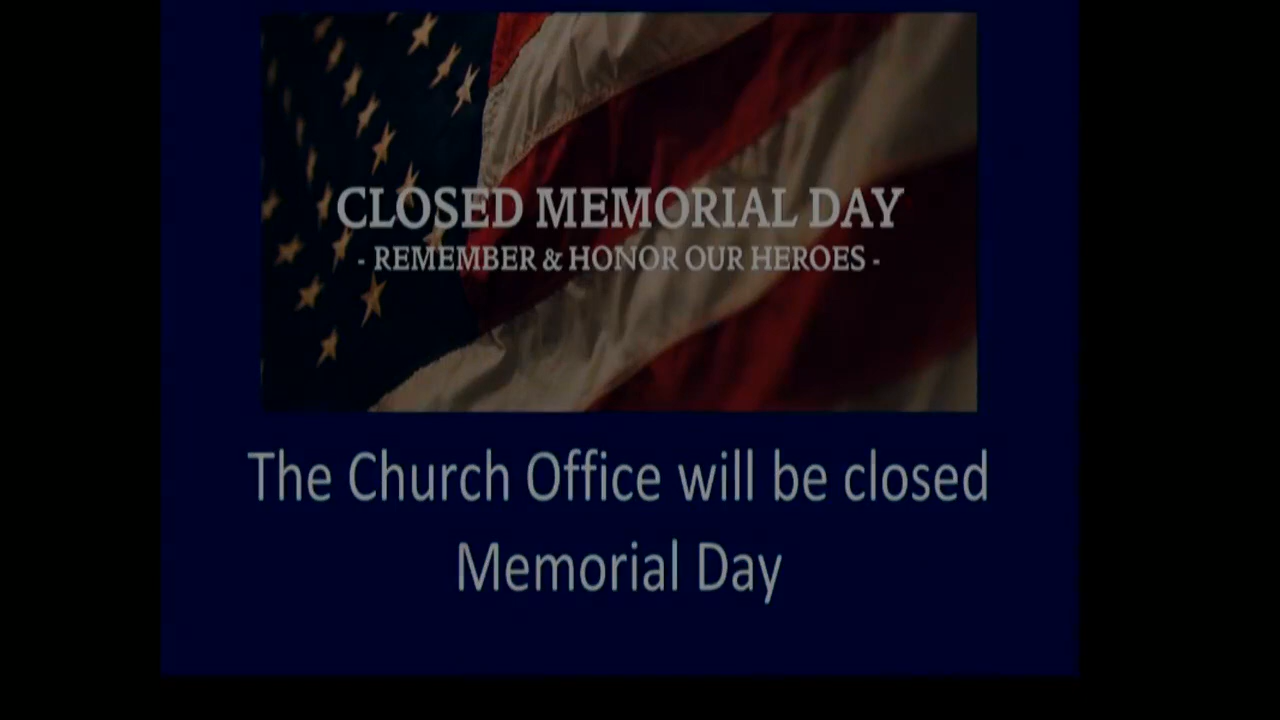 CLOSED MEMORIAL DAY
- REMEMBER & HONOR OUR HEROES -
The Church Office will be closed
Memorial Day